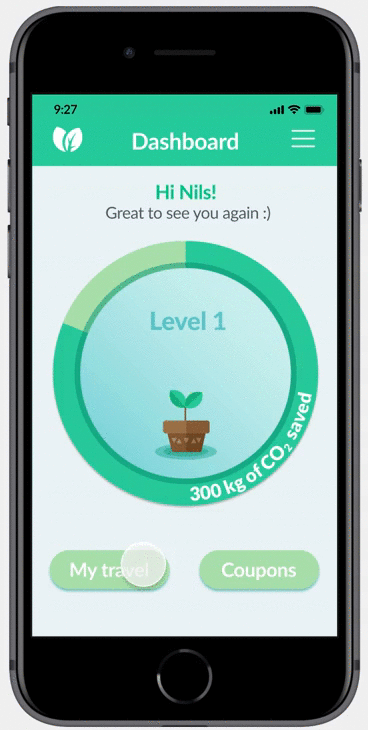 9:27
Dashboard
Hi Nils!
Great to see you again :)
Level 1
300 kg of CO₂ saved
My travel
Coupons